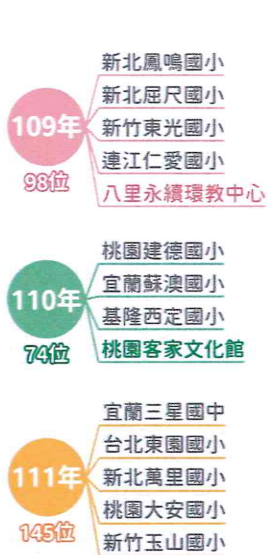 新北鳳鳴國小
新北屈尺國小
109年
新竹東光國小
連江仁愛國小
98位
八里永續環教中心
桃園建德國小
宜蘭蘇澳國小
110年
基隆西定國小
74位
桃園客家文化館
宜蘭三星國中
台北東園國小
111年
新北萬里國小
桃園大安國小
145位
新竹玉山國小